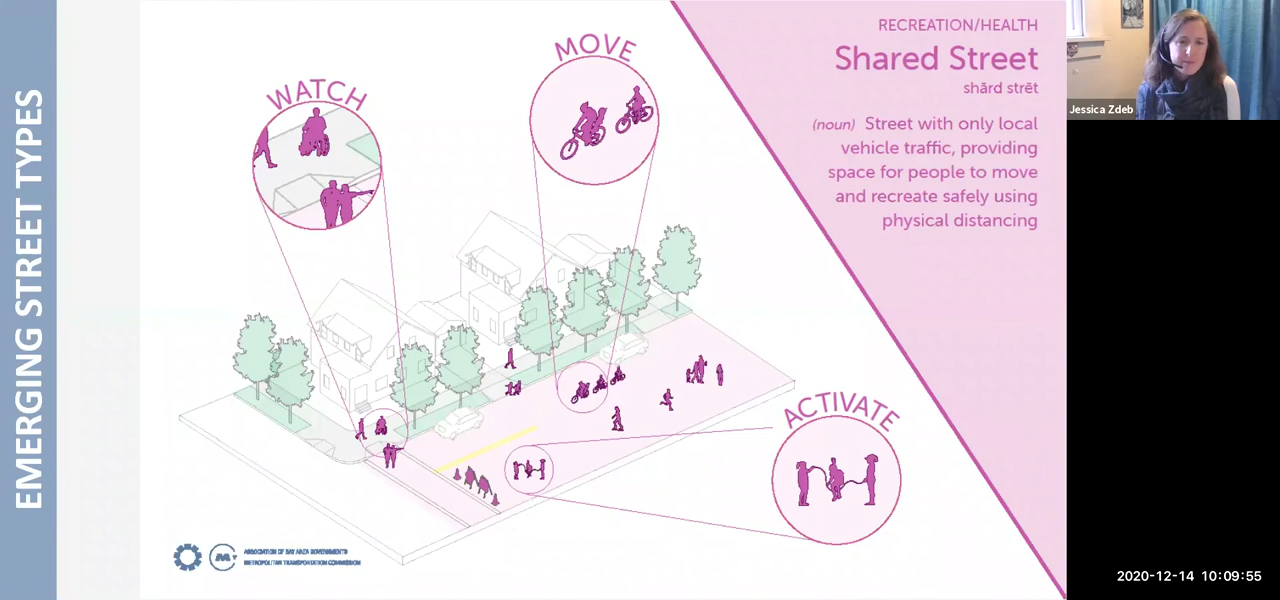 EMERGING STREET TYPES
WATCH
MOVE
ACTIVATE
RECREATION/HEALTH
Shared Street
shārd strēt
(noun) Street with only local
vehicle traffic, providing
space for people to move
and recreate safely using
physical distancing
ASSOCIATION OF BAY AREA GOVERNMENTS
METROPOLITAN TRANSPORTATION COMMISSION
Jessica Zdeb
2020-12-14 10:09:55